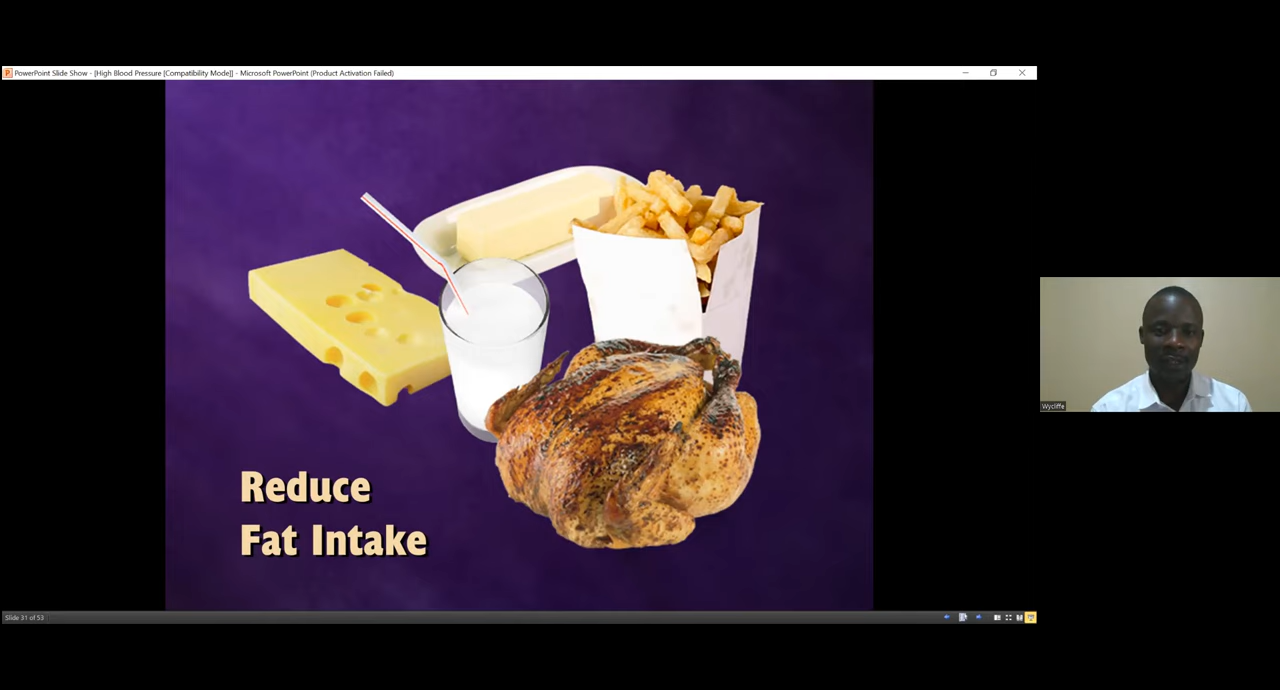 PowerPoint Slide Show - [High Blood Pressure [Compatibility Mode]] - Microsoft PowerPoint (Product Activation Failed)
Reduce
Fat Intake
Wycliffe
Slide 31 of 53